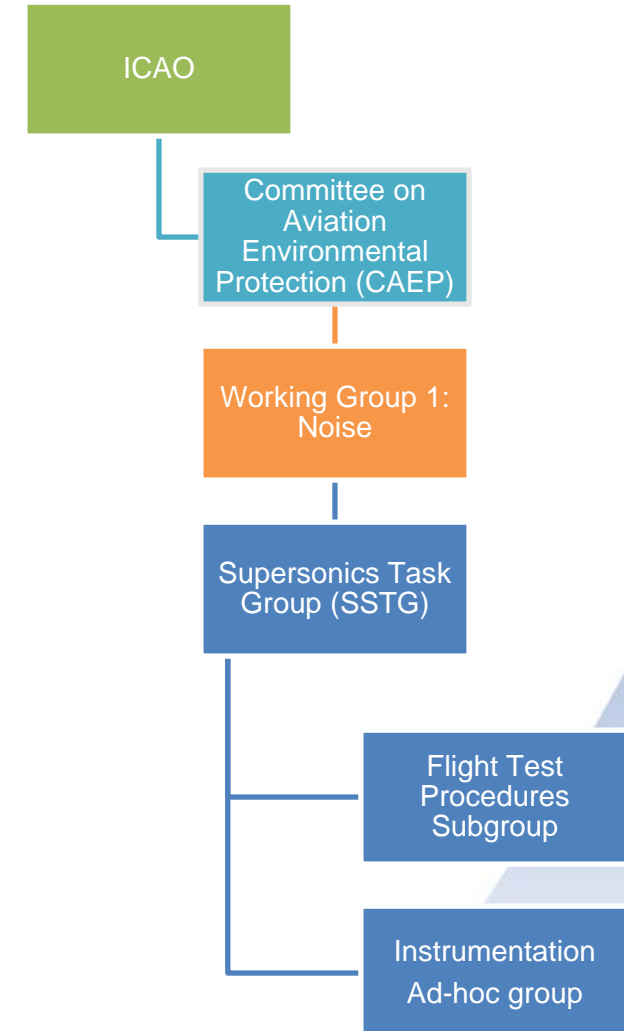 ICAO
Committee on
Aviation
Environmental
Protection (CAEP)
Working Group 1:
Noise
Supersonics Task
Group (SSTG)
Flight Test
Procedures
Subgroup
Instrumentation
Ad-hoc group